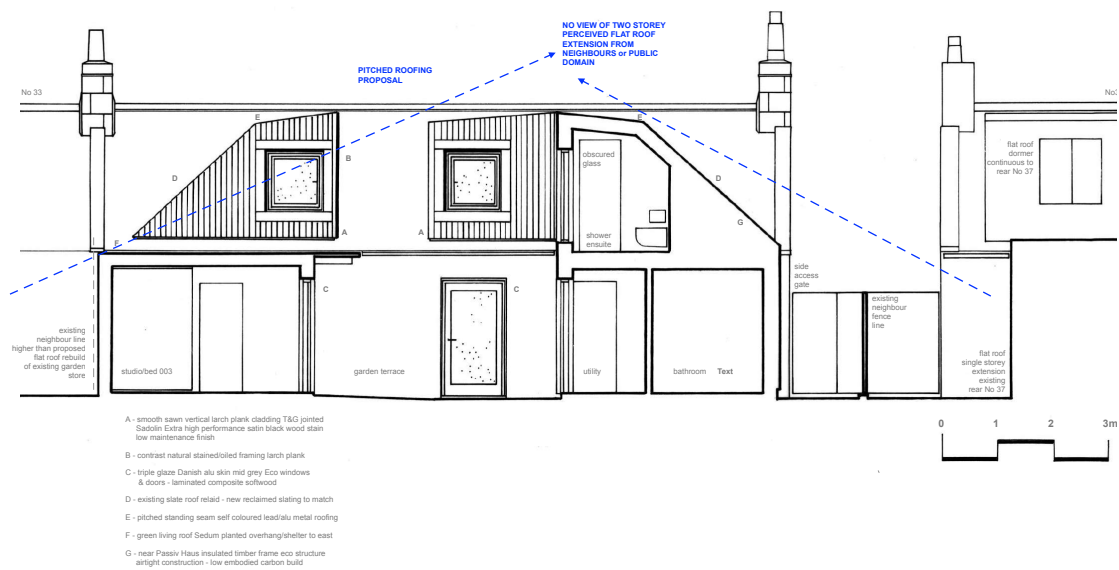 NO VIEW OF TWO STOREY
PERCEIVED FLAT ROOF
EXTENSION FROM
NEIGHBOURS or PUBLIC
DOMAIN
PITCHED ROOFING
PROPOSAL
No 33
E
B
D
A
F
A
obscured
glass
shower
ensuite
E
D
G
flat roof
dormer
continuous to
rear No 37
C
C
side
access
gate
existing
neighbour
fence
line
existing
neighbour line
higher than proposed
flat roof rebuild
of existing garden
store
studio/bed 003
garden terrace
utility
bathroom Text
flat roof
single storey
extension
existing
rear No 37
0 1 2 3m
A - smooth sawn vertical larch plank cladding T&G jointed
Sadolin Extra high performance satin black wood stain
low maintenance finish
B - contrast natural stained/oiled framing larch plank
C - triple glaze Danish alu skin mid grey Eco windows
& doors - laminated composite softwood
D - existing slate roof relaid - new reclaimed slating to match
E - pitched standing seam self coloured lead/alu metal roofing
F - green living roof Sedum planted overhang/shelter to east
G - near Passiv Haus insulated timber frame eco structure
airtight construction - low embodied carbon build